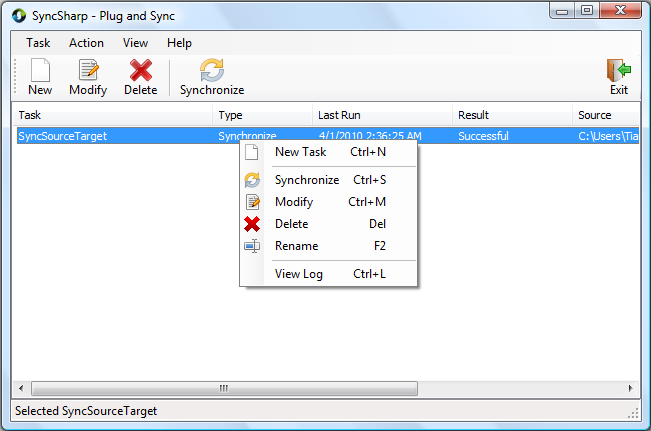 SyncSharp - Plug and Sync
Task Action View Help
New Modify Delete Synchronize Exit
Task Type Last Run Result Source
SyncSourceTarget Synchronize 4/1/2010 2:36:25 AM Successful C:\Users\Tia
New Task Ctrl+N
Synchronize Ctrl+S
Modify Ctrl+M
Delete Del
Rename F2
View Log Ctrl+L
Selected SyncSourceTarget